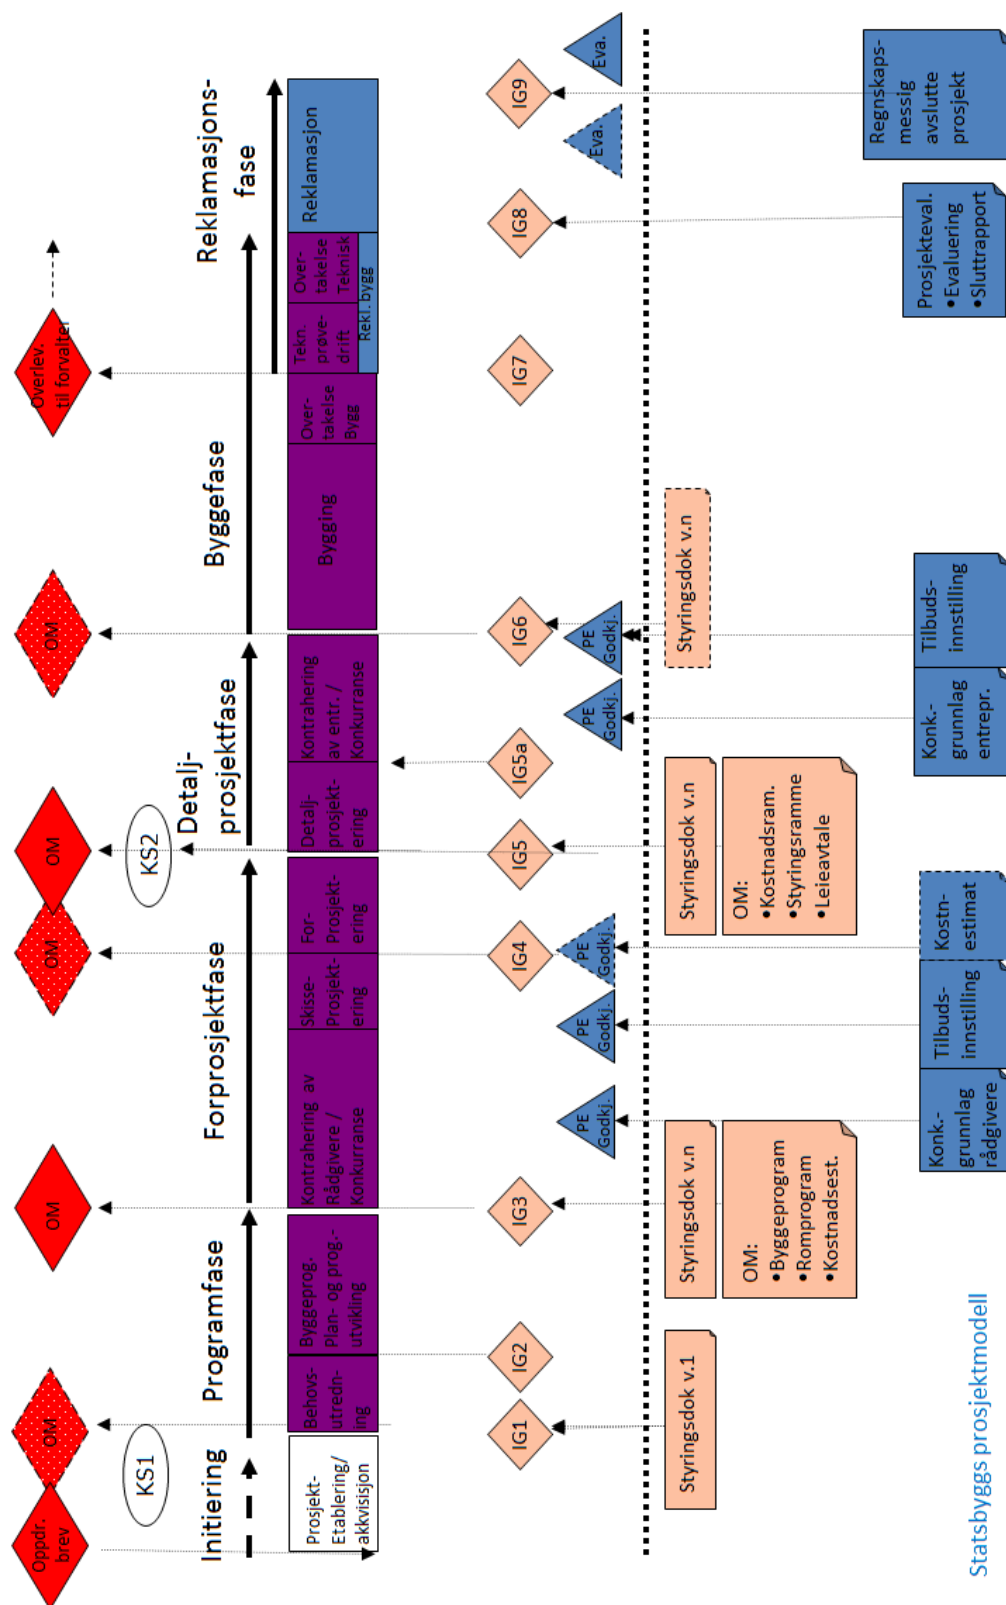 Oppdr.
brev
OM
OM
OM
OM
OM
Overlev.
til forvalter
KS1
KS2
Initiering
Programfase
Forprosjektfase
Detalj-
prosjektfase
Byggefase
Reklamasjons-
fase
Prosjekt-
Etablering/
akkvisisjon
Behovs-
utredn-
ing
Byggeprog.
Plan- og prog.-
utvikling
Kontrahering av
Rådgivere /
Konkurranse
Skisse-
Prosjekt-
ering
For-
Prosjekt-
ering
Detalj-
prosjekt-
ering
Kontrahering
av entr. /
Konkurranse
Bygging
Over-
takelse
Bygg
Tekn.
prøve-
drift
Over-
takelse
Teknisk
Rekl. bygg
Reklamasjon
IG1
IG2
IG3
IG4
IG5
IG5a
IG6
IG7
IG8
IG9
PE
Godkj.
PE
Godkj.
PE
Godkj.
PE
Godkj.
PE
Godkj.
Eva.
Eva.
Styringsdok v.1
Styringsdok v.n
OM:
•Byggeprogram
•Romprogram
•Kostnadsest.
Styringsdok v.n
OM:
•Kostnadsram.
•Styringsramme
•Leieavtale
Styringsdok v.n
Konk.-
grunnlag
rådgivere
Tilbuds-
innstilling
Kostn-
estimat
Konk.-
grunnlag
entrepr.
Tilbuds-
innstilling
Prosjekteval.
•Evaluering
•Sluttrapport
Regnskaps-
messig
avslutte
prosjekt
Statsbyggs prosjektmodell